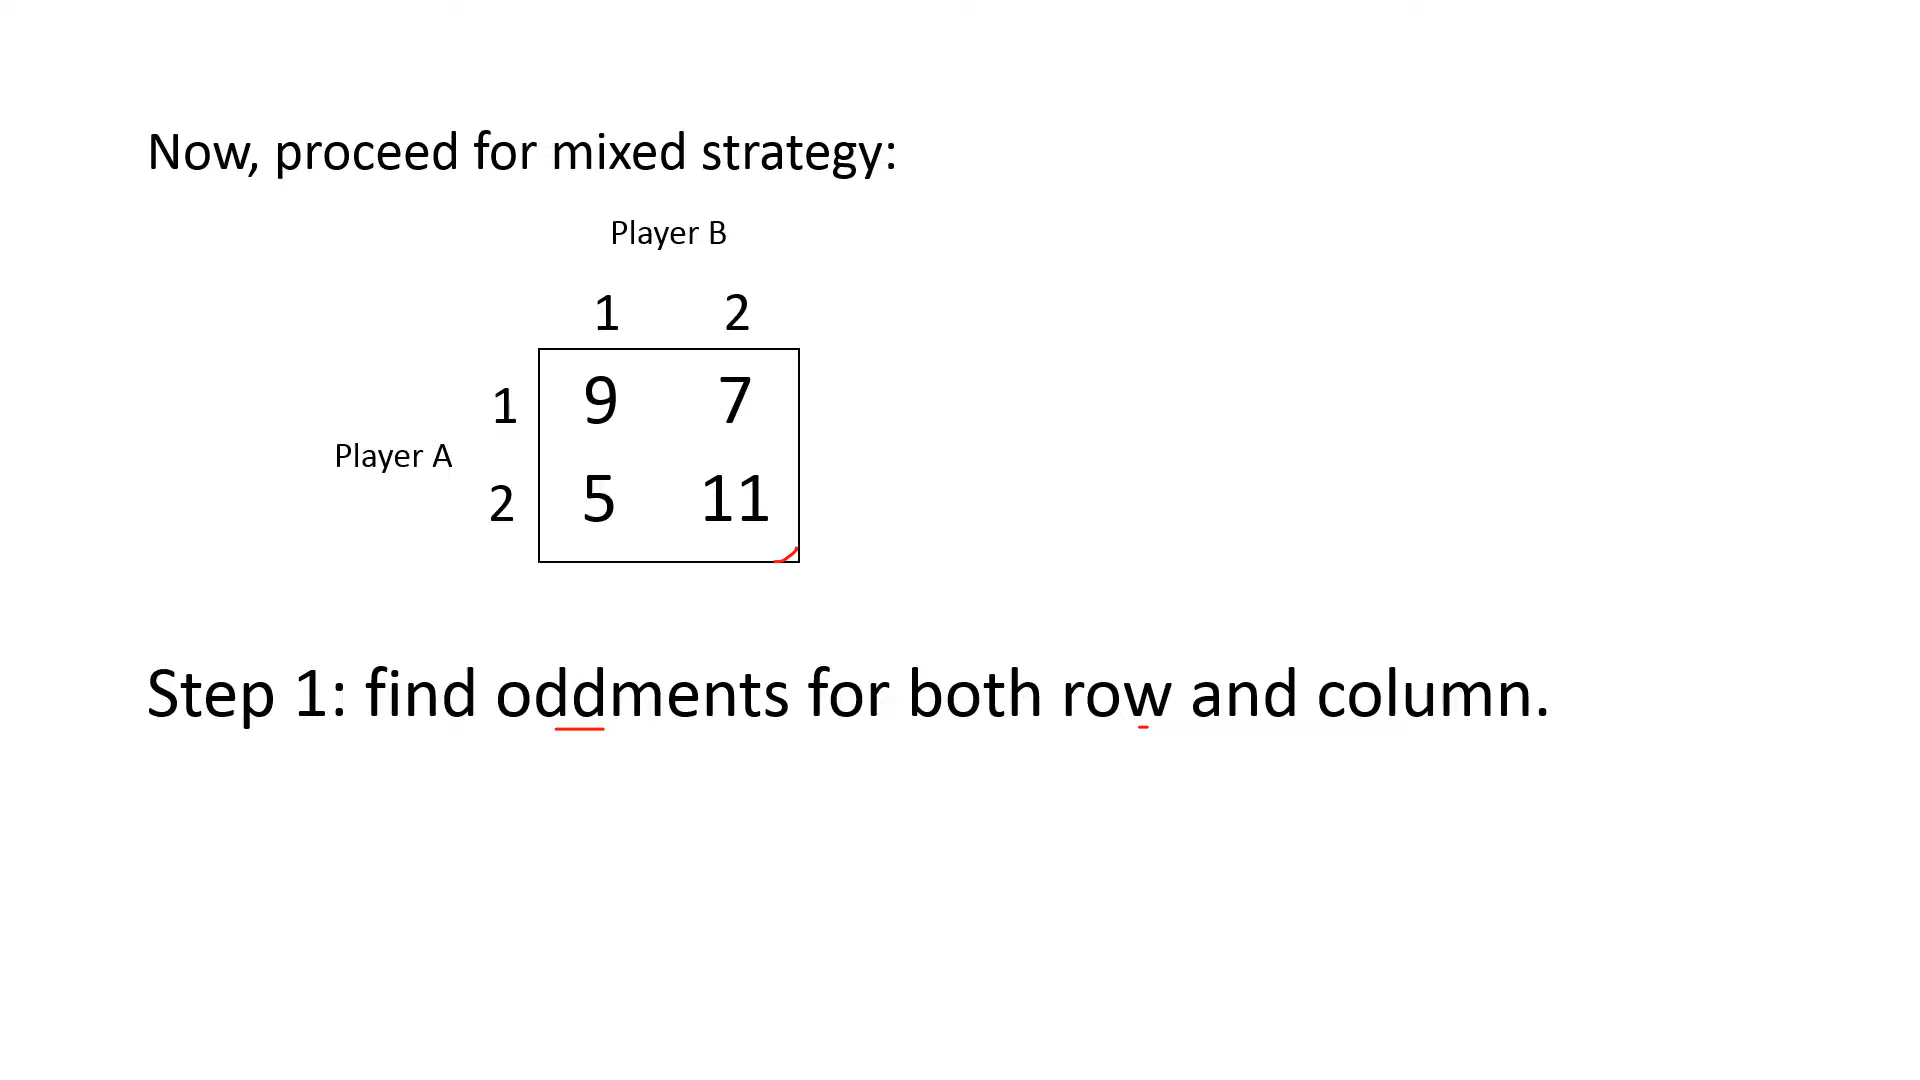 Now, proceed for mixed strategy:
Player B
1 2
1 9 7
Player A
2 5 11
Step 1: find oddments for both row and column.